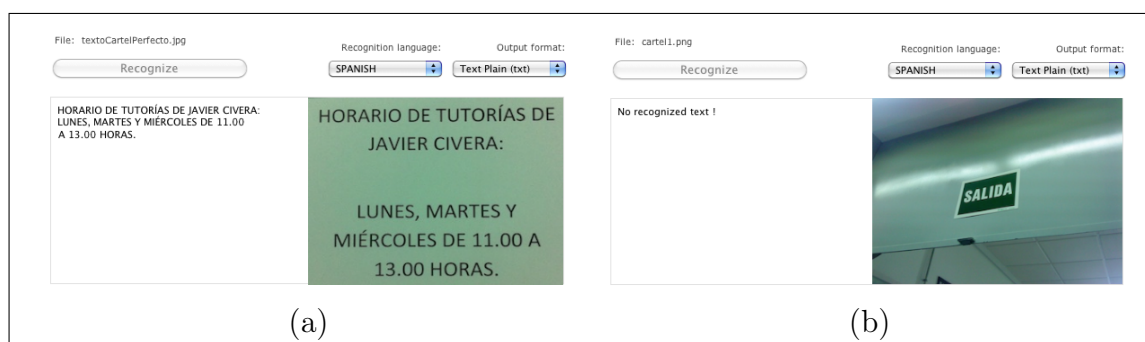 File: textoCartelPerfecto.jpg
Recognition language:
Output format:
Recognize
SPANISH
Text Plain (txt)
HORARIO DE TUTORÍAS DE JAVIER CIVERA:
LUNES, MARTES Y MIÉRCOLES DE 11.00
A 13.00 HORAS.
HORARIO DE TUTORÍAS DE
JAVIER CIVERA:
LUNES, MARTES Y
MIÉRCOLES DE 11.00 A
13.00 HORAS.
(a)
File: cartel1.png
Recognition language:
Output format:
Recognize
SPANISH
Text Plain (txt)
No recognized text !
SALIDA
(b)